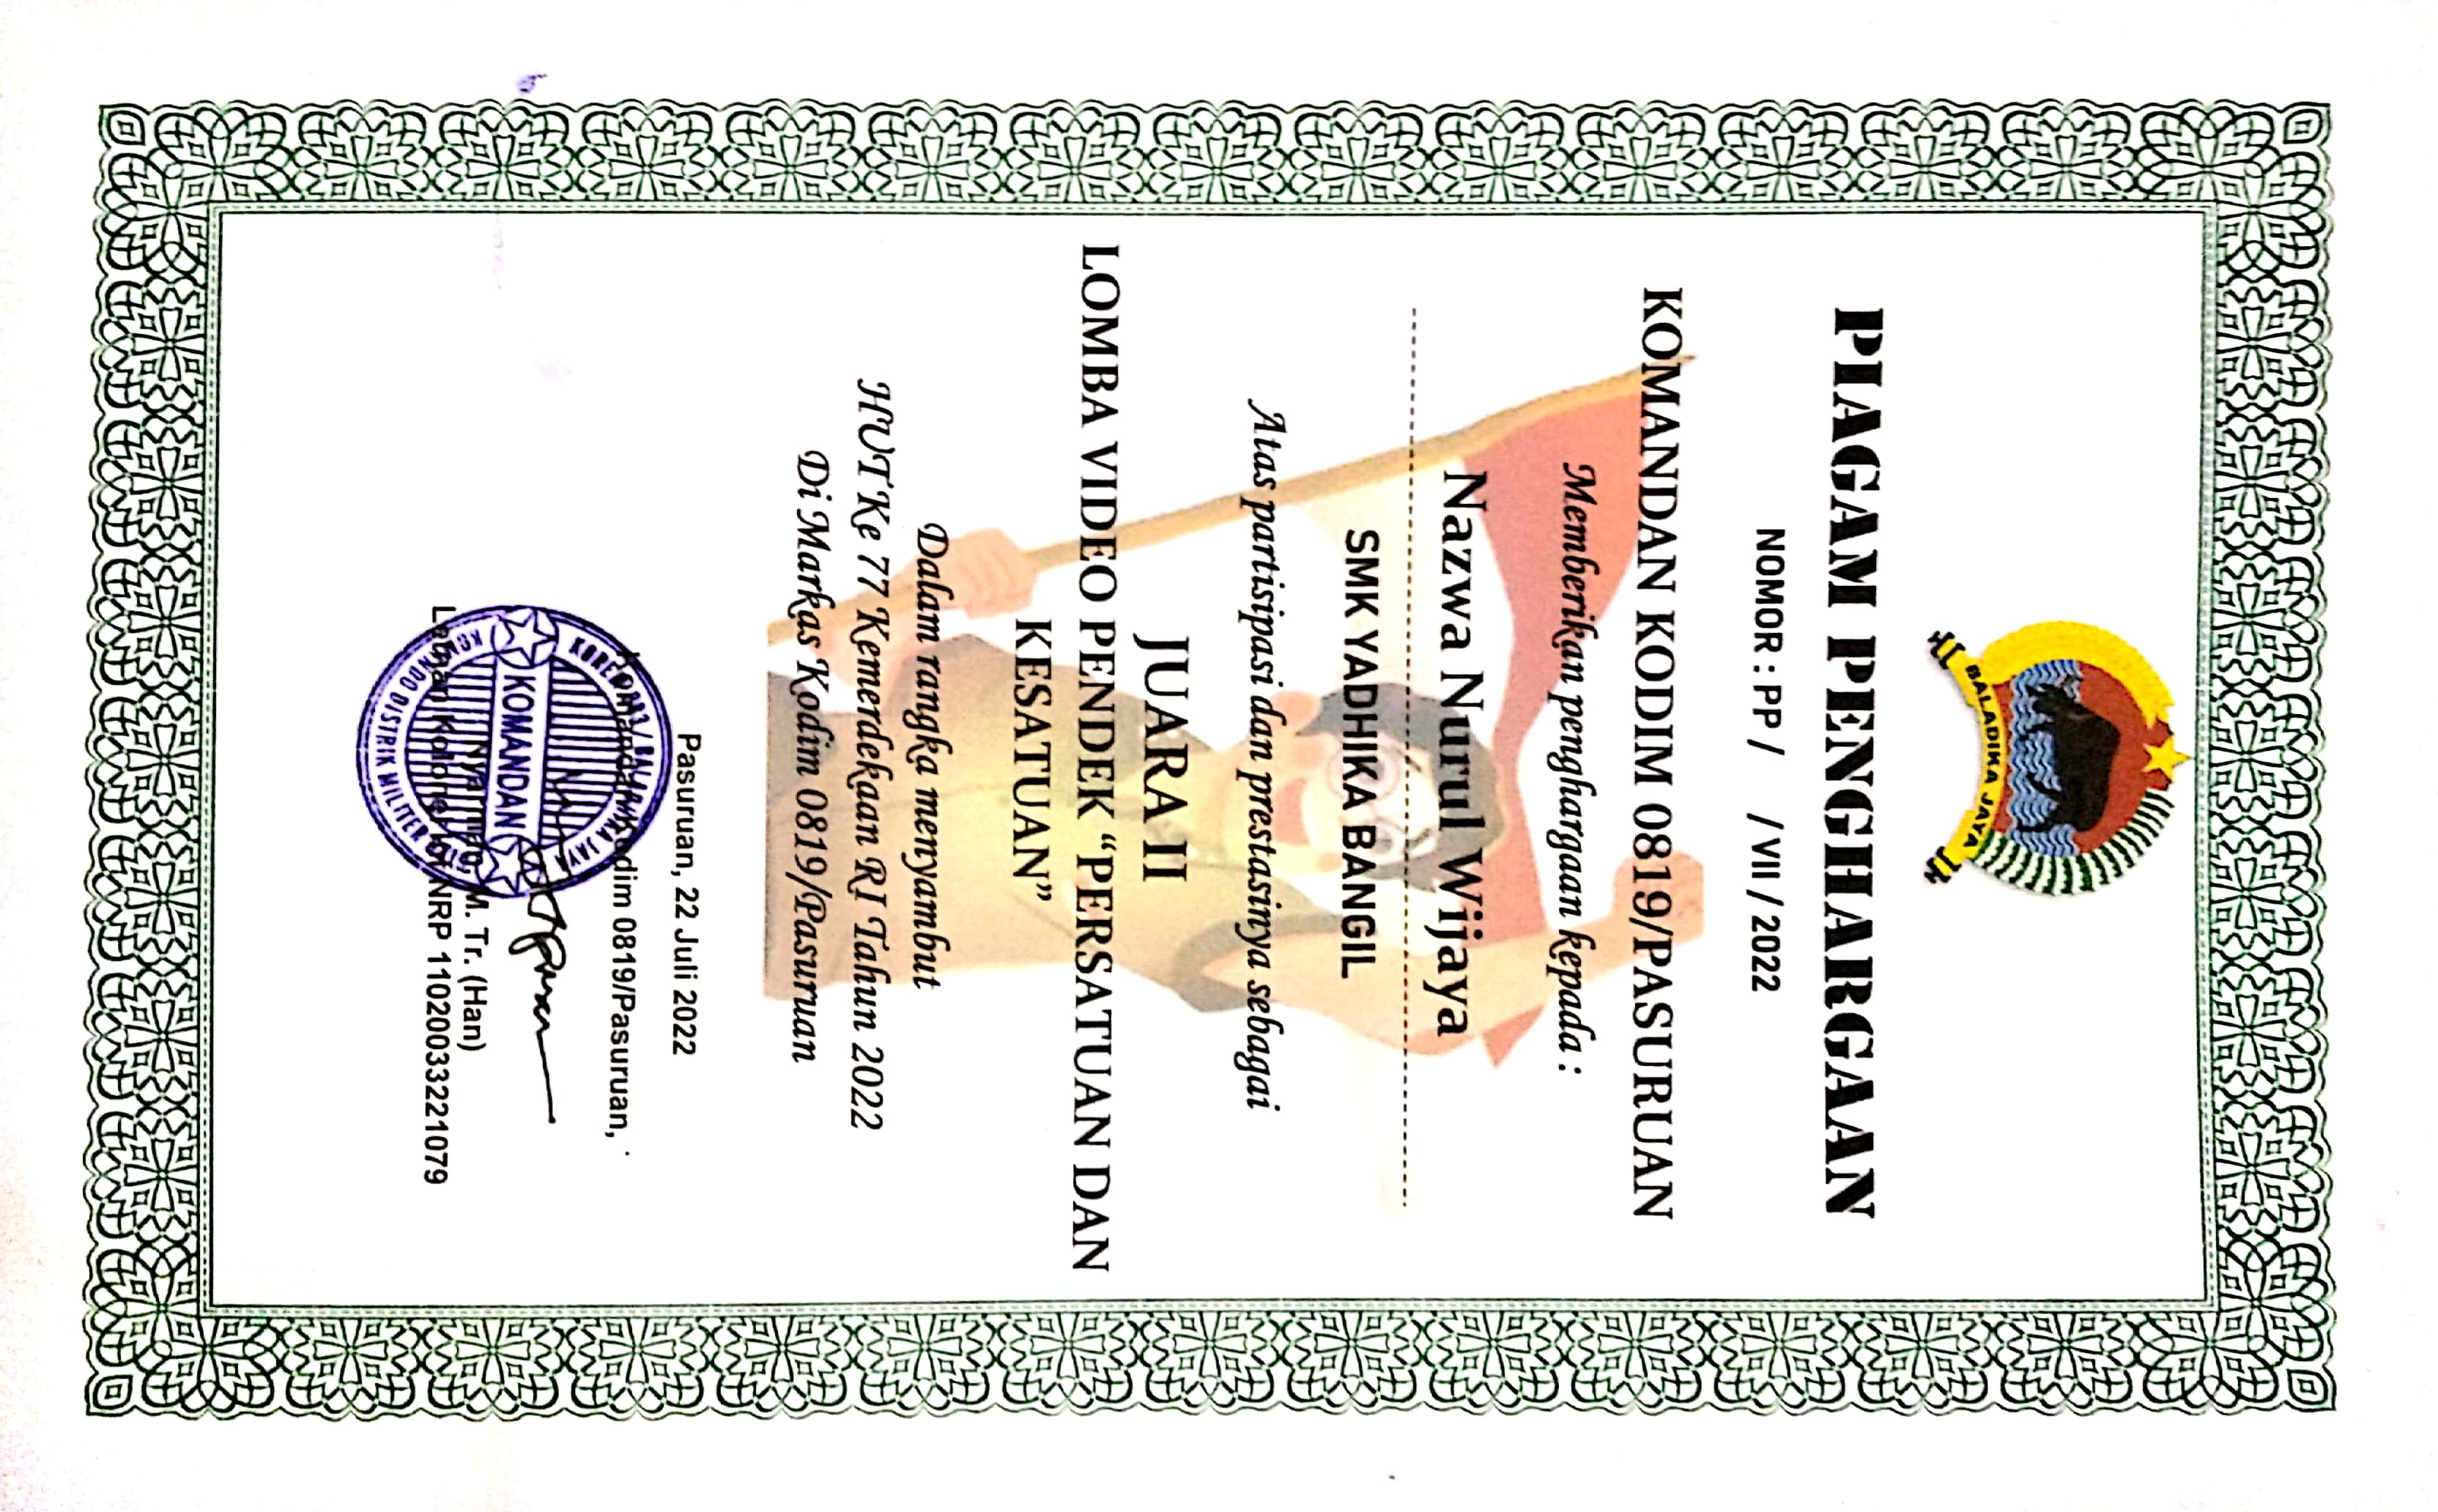 BALADIKA JAYA
PIAGAM PENGHARGAAN
NOMOR : PP / / VII / 2022
KOMANDAN KODIM 0819/PASURUAN
Memberikan penghargaan kepada :
Nazwa Nurul Wijaya
SMK YADHIKA BANGIL
Atas partisipasi dan prestasinya sebagai
JUARA II
LOMBA VIDEO PENDEK “PERSATUAN DAN
KESATUAN”
Dalam rangka menyambut
HUT Ke 77 Kemerdekaan RI Tahun 2022
Di Markas Kodim 0819/Pasuruan
Pasuruan, 22 Juli 2022
Komandan Kodim 0819/Pasuruan,
KOREM 083 / BALADIKA JAYA
KOMANDAN
KOMANDO DISTRIK MILITER
Nyarman, M. Tr. (Han)
Letnan Kolonel Inf NRP 11020033221079